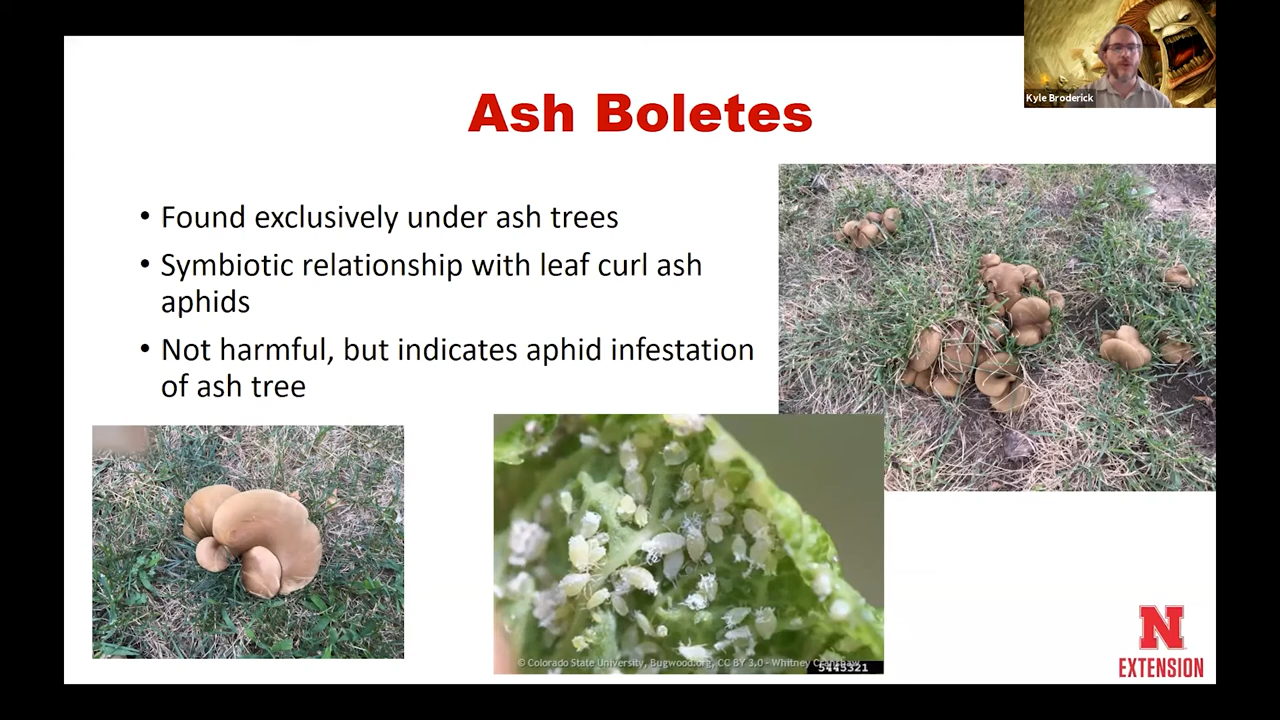 Kyle Broderick
Ash Boletes
• Found exclusively under ash trees
• Symbiotic relationship with leaf curl ash
aphids
• Not harmful, but indicates aphid infestation
of ash tree
© Colorado State University, Bugwood.org, CC BY 3.0 - Whitney Cranshaw
5445321
N
EXTENSION